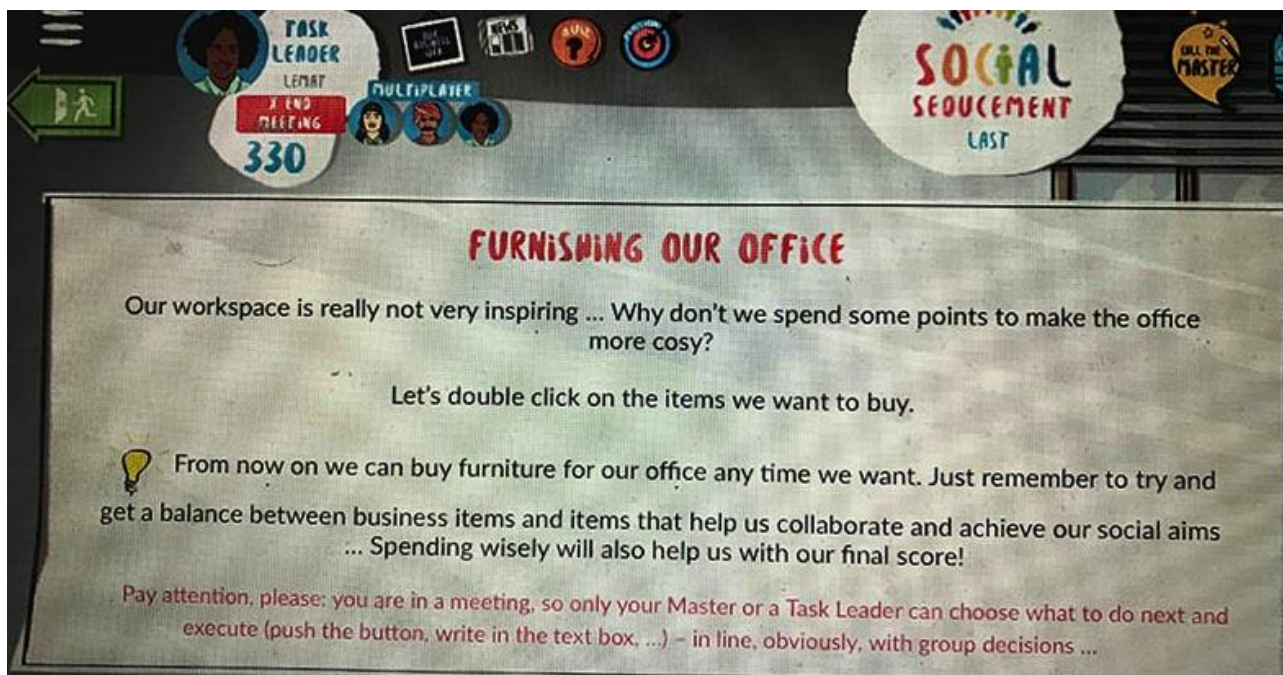 TASK
LEADER
LEMAT
X END
MEETING
330
MULTIPLAYER
NEWS
QUIZ
SOCIAL
SEDUCEMENT
LAST
CALL THE
MASTER
FURNiSHiNG OUR OFFiCE
Our workspace is really not very inspiring ... Why don't we spend some points to make the office
more cosy?
Let's double click on the items we want to buy.
From now on we can buy furniture for our office any time we want. Just remember to try and
get a balance between business items and items that help us collaborate and achieve our social aims
... Spending wisely will also help us with our final score!
Pay attention, please: you are in a meeting, so only your Master or a Task Leader can choose what to do next and
execute (push the button, write in the text box, ...) – in line, obviously, with group decisions ...